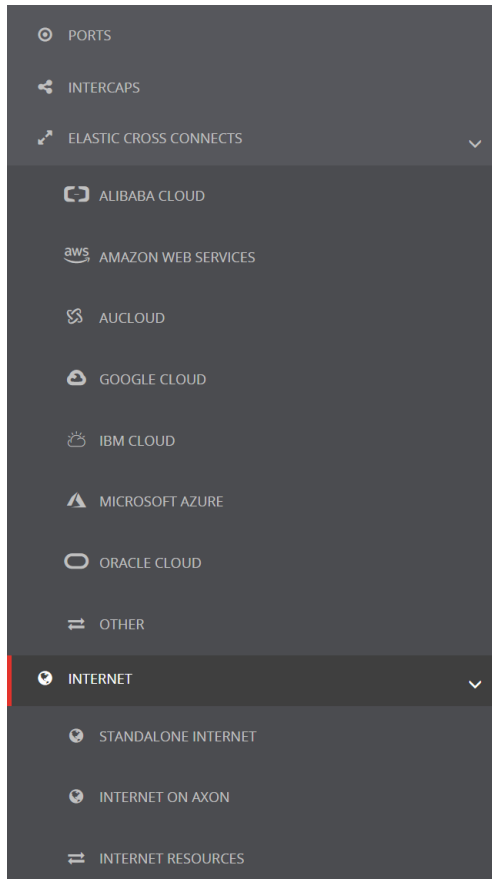 PORTS
INTERCAPS
ELASTIC CROSS CONNECTS
ALIBABA CLOUD
aws AMAZON WEB SERVICES
AUCLOUD
GOOGLE CLOUD
IBM CLOUD
MICROSOFT AZURE
ORACLE CLOUD
OTHER
INTERNET
STANDALONE INTERNET
INTERNET ON AXON
INTERNET RESOURCES